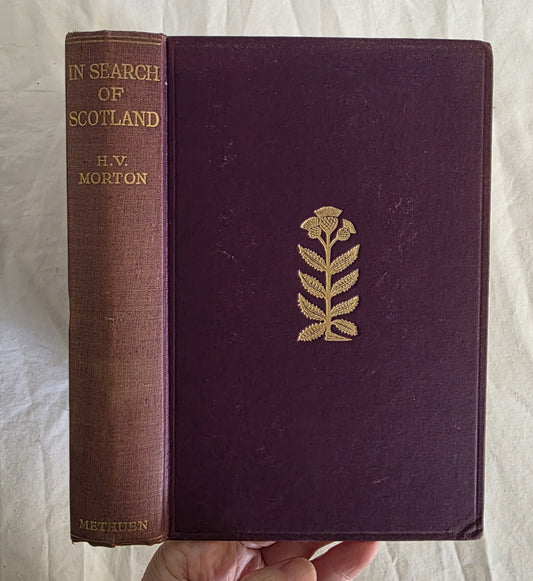 IN SEARCH
OF
SCOTLAND
H.V.
MORTON
METHUEN